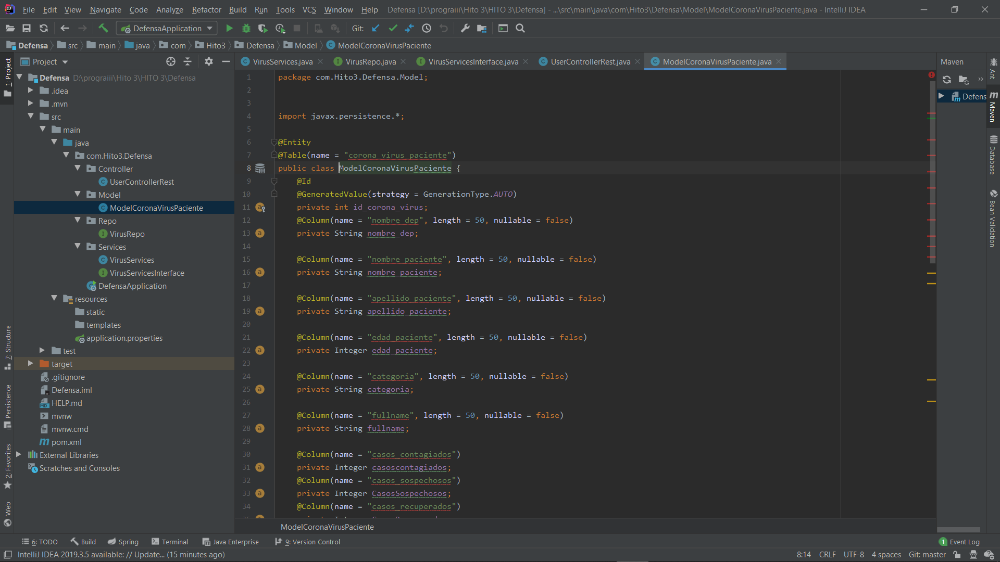 File Edit View Navigate Code Analyze Refactor Build Run Tools VCS Window Help Defensa [D:\prograiii\Hito 3\HITO 3\Defensa] - ...\src\main\java\com\Hito3\Defensa\Model\ModelCoronaVirusPaciente.java - IntelliJ IDEA
DefensaApplication Git:
Defensa src main java com Hito3 Defensa Model ModelCoronaVirusPaciente
Project
VirusServices.java VirusRepo.java VirusServicesInterface.java UserControllerRest.java ModelCoronaVirusPaciente.java
Maven
1: Project
7: Structure
Persistence
2: Favorites
Web
Defensa D:\prograiii\Hito 3\HITO 3\Defensa
.idea
.mvn
src
main
java
com.Hito3.Defensa
Controller
UserControllerRest
Model
ModelCoronaVirusPaciente
Repo
VirusRepo
Services
VirusServices
VirusServicesInterface
DefensaApplication
resources
static
templates
application.properties
test
target
.gitignore
Defensa.iml
HELP.md
mvnw
mvnw.cmd
pom.xml
External Libraries
Scratches and Consoles
1 package com.Hito3.Defensa.Model;
2
3
4 import javax.persistence.*;
5
6 @Entity
7 @Table(name = "corona_virus_paciente")
8 public class ModelCoronaVirusPaciente {
9 @Id
10 @GeneratedValue(strategy = GenerationType.AUTO)
11 private int id_corona_virus;
12 @Column(name = "nombre_dep", length = 50, nullable = false)
13 private String nombre_dep;
14
15 @Column(name = "nombre_paciente", length = 50, nullable = false)
16 private String nombre_paciente;
17
18 @Column(name = "apellido_paciente", length = 50, nullable = false)
19 private String apellido_paciente;
20
21 @Column(name = "edad_paciente", length = 50, nullable = false)
22 private Integer edad_paciente;
23
24 @Column(name = "categoria", length = 50, nullable = false)
25 private String categoria;
26
27 @Column(name = "fullname", length = 50, nullable = false)
28 private String fullname;
29
30 @Column(name = "casos_contagiados")
31 private Integer casoscontagiados;
32 @Column(name = "casos_sospechosos")
33 private Integer CasosSospechosos;
34 @Column(name = "casos_recuperados")
ModelCoronaVirusPaciente
Defens
Ant
Maven
Database
Bean Validation
6: TODO Build Spring Terminal Java Enterprise 9: Version Control 1 Event Log
IntelliJ IDEA 2019.3.5 available: // Update... (15 minutes ago) 8:14 CRLF UTF-8 4 spaces Git: master